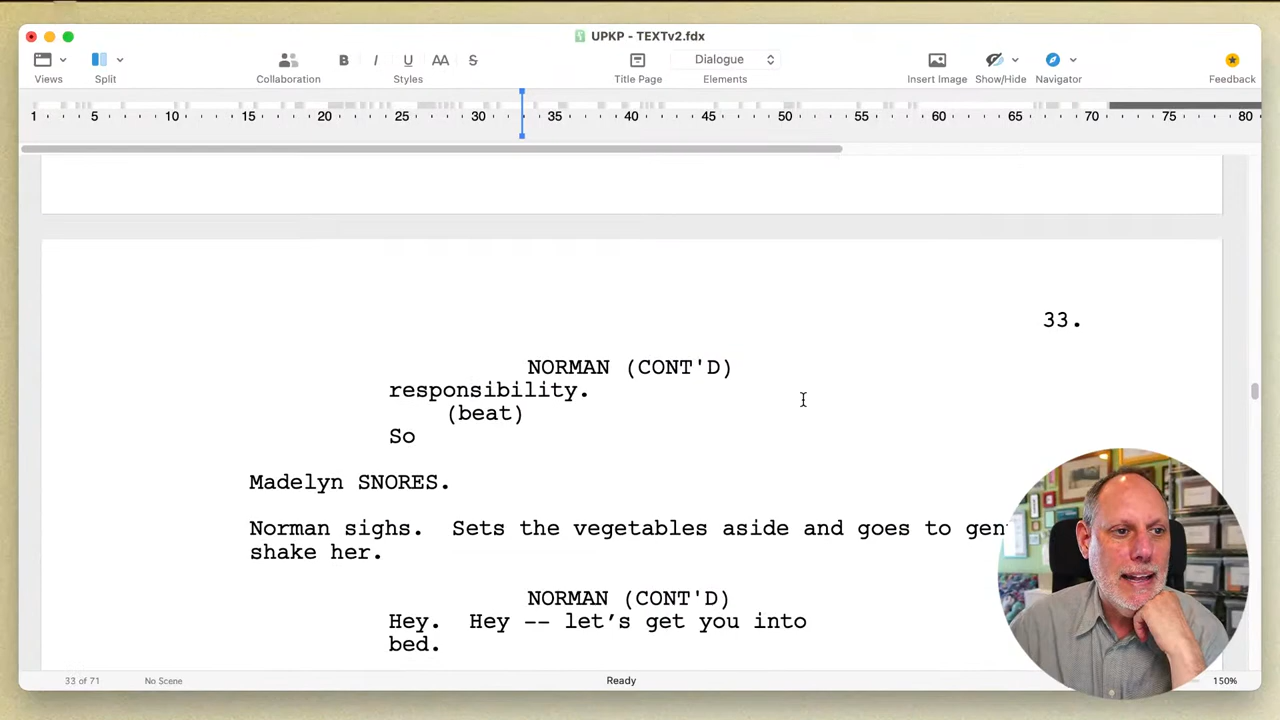 UPKP - TEXTv2.fdx
Views
Split
Collaboration
B I U AA S
Styles
Title Page
Dialogue
Elements
Insert Image
Show/Hide
Navigator
Feedback
1 5 10 15 20 25 30 35 40 45 50 55 60 65 70 75 80
33.
NORMAN (CONT'D)
responsibility.
(beat)
So
Madelyn SNORES.
Norman sighs. Sets the vegetables aside and goes to
shake her.
NORMAN (CONT'D)
Hey. Hey -- let's get you into
bed.
33 of 71
No Scene
Ready
150%